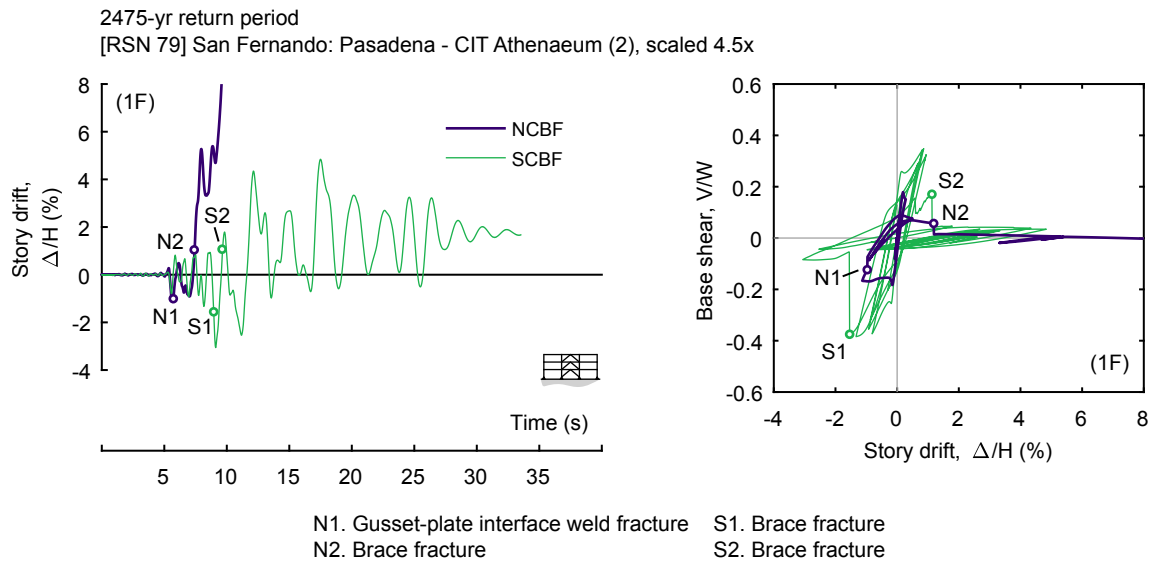 2475-yr return period
[RSN 79] San Fernando: Pasadena - CIT Athenaeum (2), scaled 4.5x
8
6
4
2
0
-2
-4
Story drift,
Δ/H (%)
(1F)
NCBF
SCBF
N2
S2
N1
S1
Time (s)
5 10 15 20 25 30 35
0.6
0.4
0.2
0
-0.2
-0.4
-0.6
Base shear, V/W
S2
N2
N1
S1
(1F)
-4 -2 0 2 4 6 8
Story drift, Δ/H (%)
N1. Gusset-plate interface weld fracture S1. Brace fracture
N2. Brace fracture S2. Brace fracture